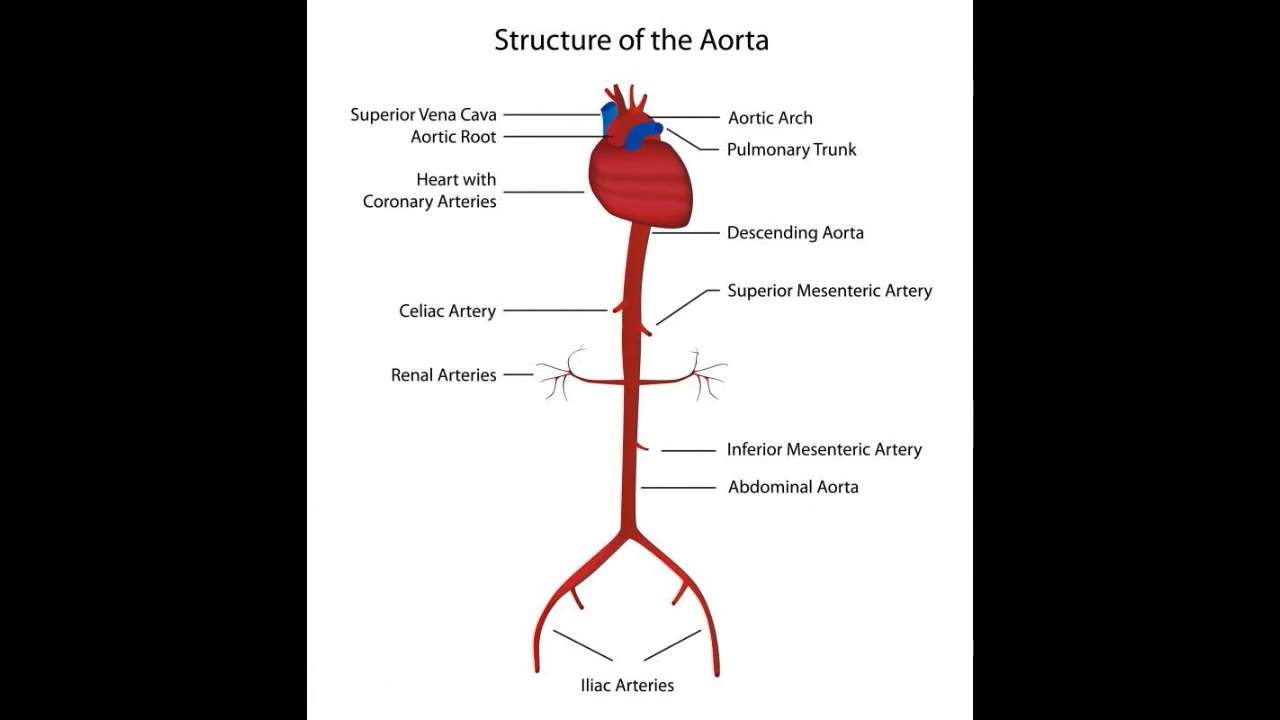 Structure of the Aorta
Superior Vena Cava
Aortic Root
Heart with
Coronary Arteries
Celiac Artery
Renal Arteries
Aortic Arch
Pulmonary Trunk
Descending Aorta
Superior Mesenteric Artery
Inferior Mesenteric Artery
Abdominal Aorta
Iliac Arteries